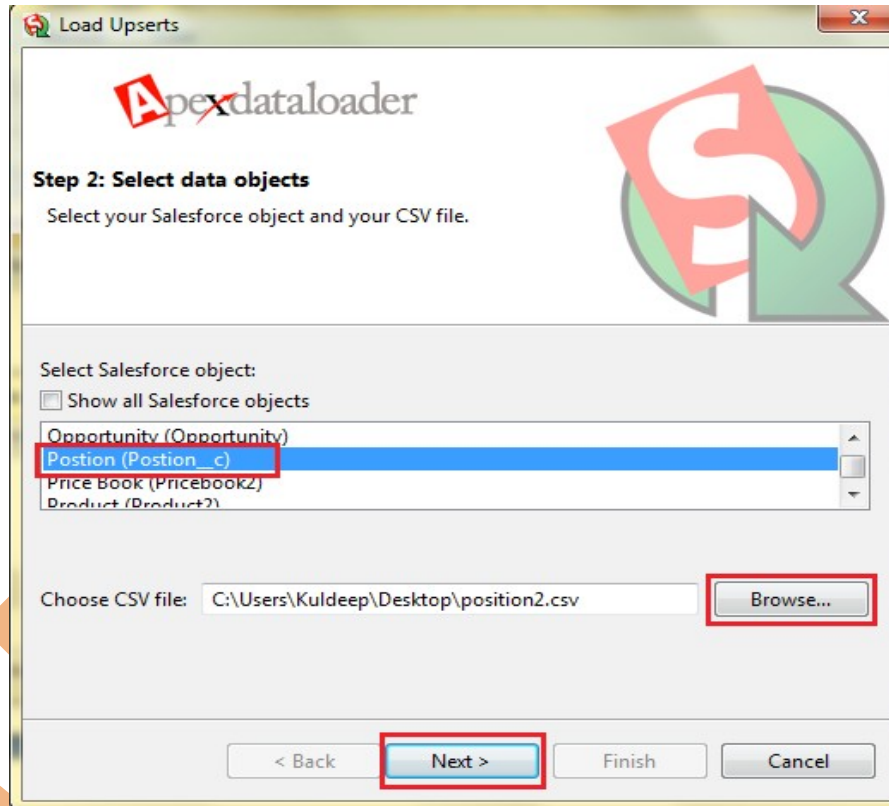 Load Upserts
Apexdataloader
Step 2: Select data objects
Select your Salesforce object and your CSV file.
Select Salesforce object:
Show all Salesforce objects
Opportunity (Opportunity)
Postion (Postion__c)
Price Book (Pricebook2)
Product (Product2)
Choose CSV file: C:\Users\Kuldeep\Desktop\position2.csv Browse...
< Back Next > Finish Cancel